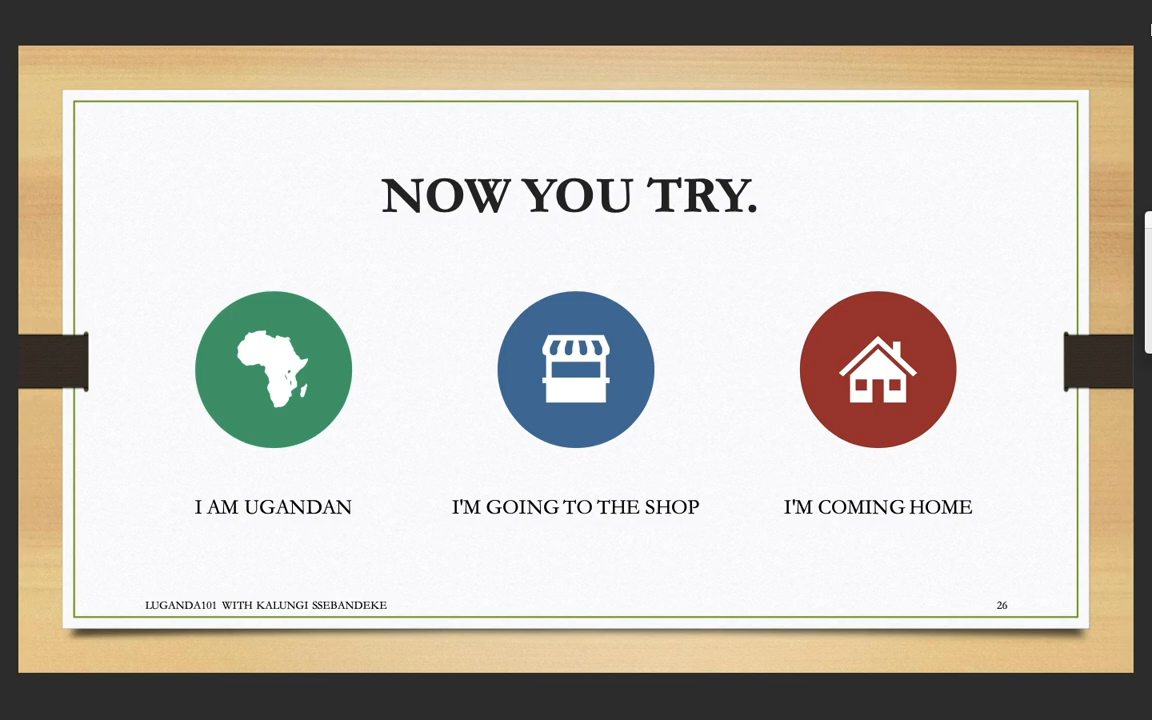 NOW YOU TRY.
I AM UGANDAN
I'M GOING TO THE SHOP
I'M COMING HOME
LUGANDA101 WITH KALUNGI SSEBANDEKE
26